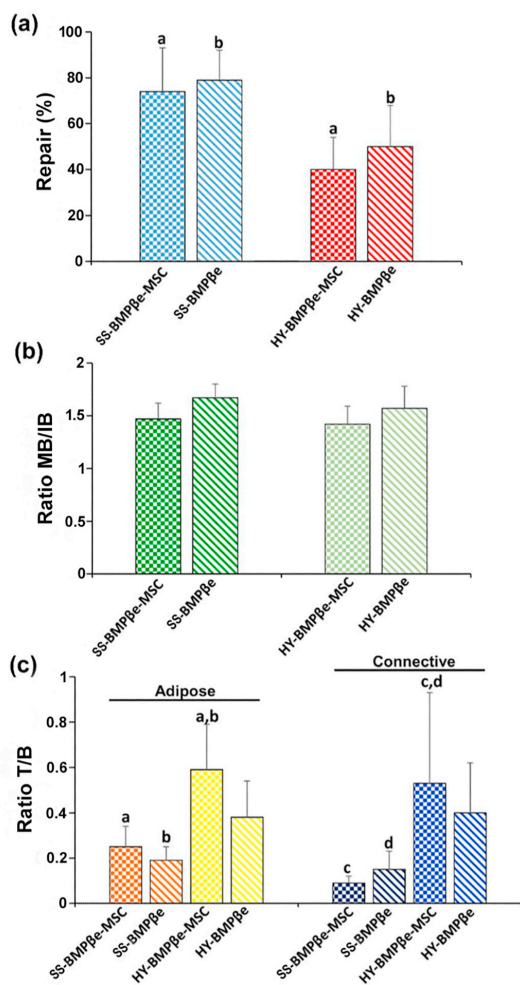 (a)
Repair (%)
100
80
60
40
20
0
a
b
a
b
SS-BMPβe-MSC
SS-BMPβe
HY-BMPβe-MSC
HY-BMPβe
(b)
Ratio MB/IB
2
1.5
1
0.5
0
SS-BMPβe-MSC
SS-BMPβe
HY-BMPβe-MSC
HY-BMPβe
(c)
Ratio T/B
1
0.8
0.6
0.4
0.2
0
Adipose
Connective
a
b
a,b
c
d
c,d
SS-BMPβe-MSC
SS-BMPβe
HY-BMPβe-MSC
HY-BMPβe
SS-BMPβe-MSC
SS-BMPβe
HY-BMPβe-MSC
HY-BMPβe